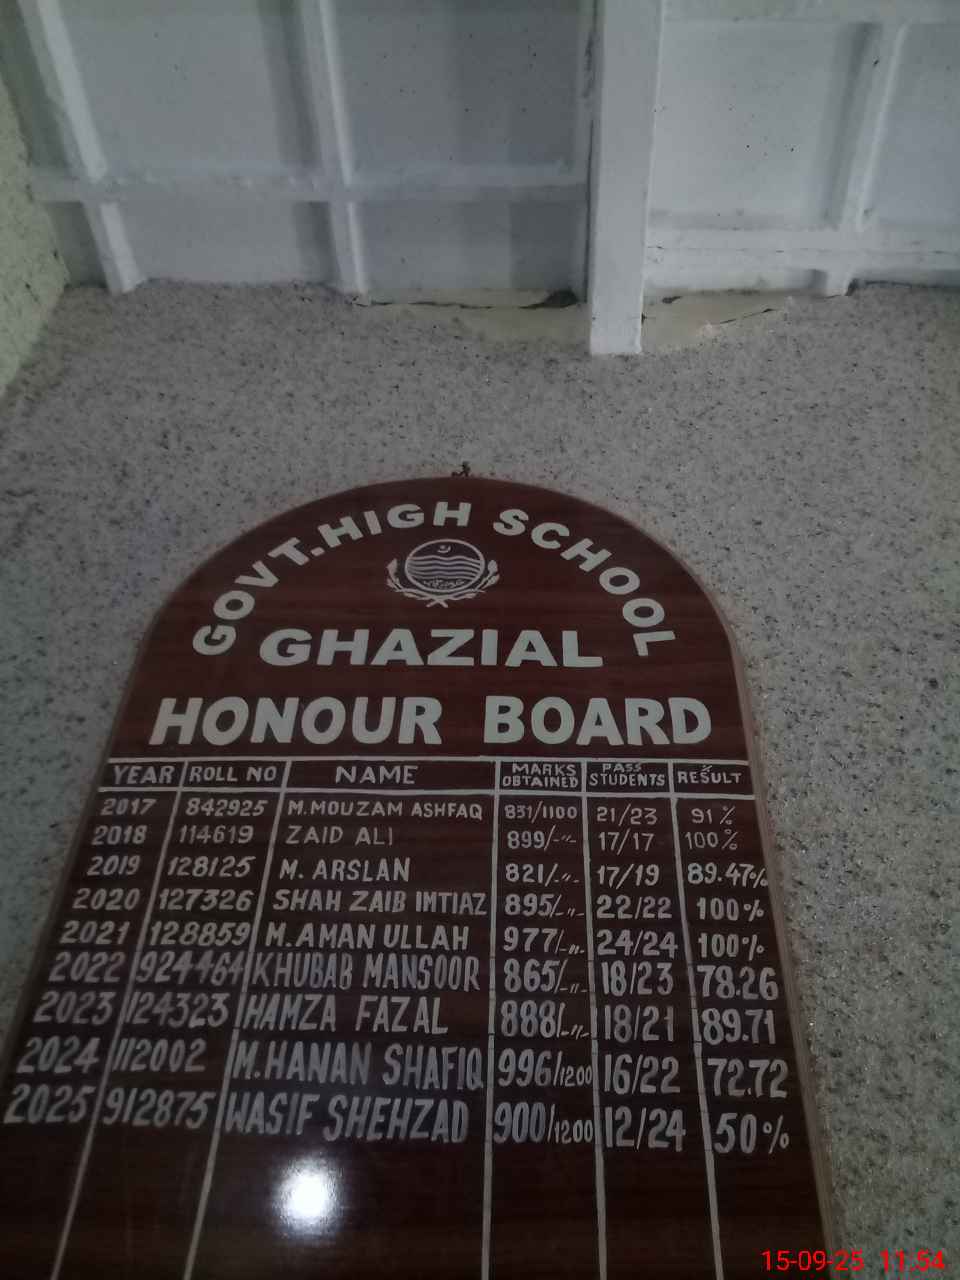 GOVT. HIGH SCHOOL
GHAZIAL
HONOUR BOARD
YEAR ROLL NO NAME MARKS OBTAINED PASS STUDENTS % RESULT
2017 842925 M.MOUZAM ASHFAQ 831/1100 21/23 91%
2018 114619 ZAID ALI 899/-〃- 17/17 100%
2019 128125 M. ARSLAN 821/-〃- 17/19 89.47%
2020 127326 SHAH ZAIB IMTIAZ 895/-〃- 22/22 100%
2021 128859 M.AMAN ULLAH 977/-〃- 24/24 100%
2022 924464 KHUBAB MANSOOR 865/-〃- 18/23 78.26
2023 124323 HAMZA FAZAL 888/-〃- 18/21 89.71
2024 112002 M.HANAN SHAFIQ 996/1200 16/22 72.72
2025 912875 WASIF SHEHZAD 900/1200 12/24 50%
15-09-25 11:54